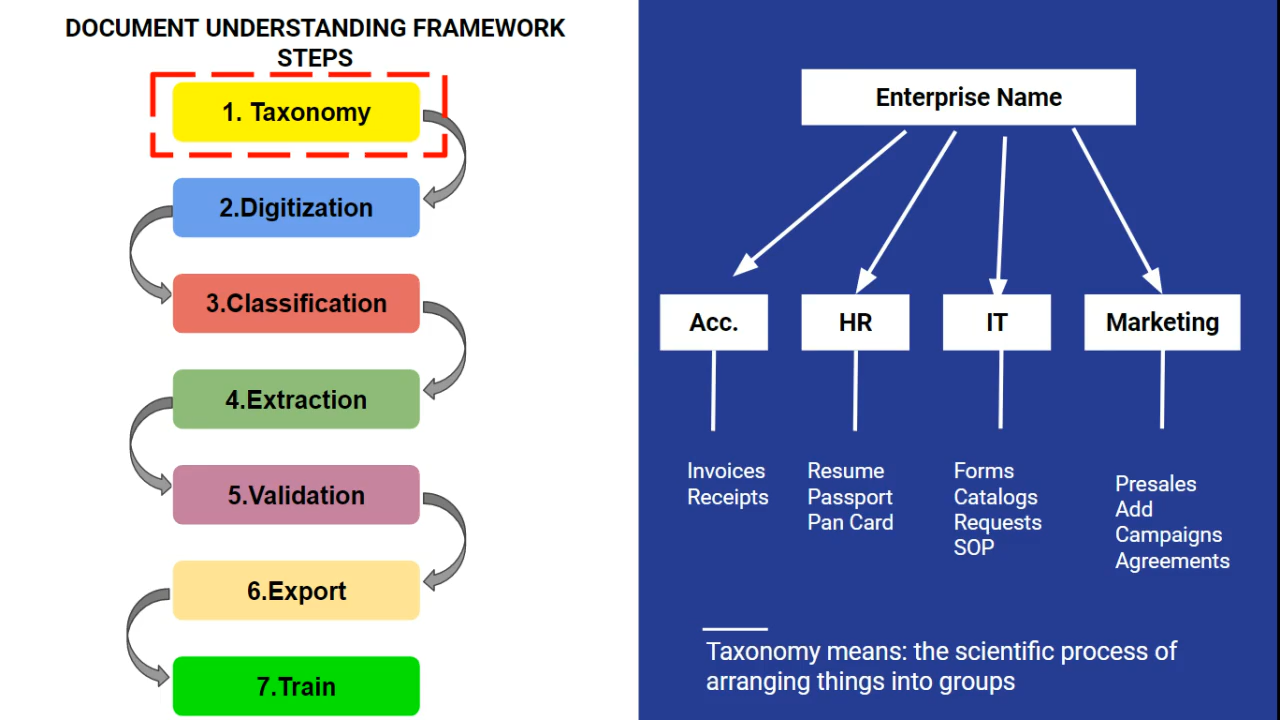 DOCUMENT UNDERSTANDING FRAMEWORK
STEPS
1. Taxonomy
2.Digitization
3.Classification
4.Extraction
5.Validation
6.Export
7.Train
Enterprise Name
Acc.
HR
IT
Marketing
Invoices
Receipts
Resume
Passport
Pan Card
Forms
Catalogs
Requests
SOP
Presales
Add
Campaigns
Agreements
Taxonomy means: the scientific process of
arranging things into groups